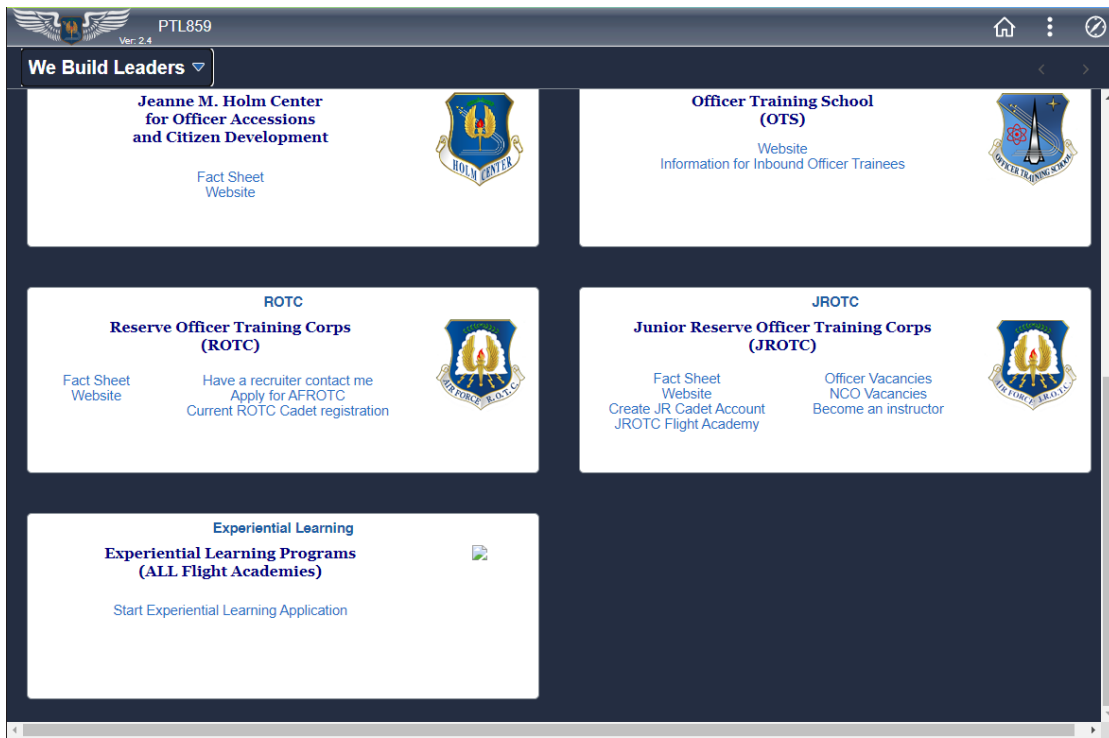 PTL859
Ver: 2.4
We Build Leaders
Jeanne M. Holm Center
for Officer Accessions
and Citizen Development
Fact Sheet
Website
HOLM CENTER
Officer Training School
(OTS)
Website
Information for Inbound Officer Trainees
OFFICER TRAINING SCHOOL
ROTC
Reserve Officer Training Corps
(ROTC)
Fact Sheet
Website
Have a recruiter contact me
Apply for AFROTC
Current ROTC Cadet registration
AIR FORCE R.O.T.C.
JROTC
Junior Reserve Officer Training Corps
(JROTC)
Fact Sheet
Website
Create JR Cadet Account
JROTC Flight Academy
Officer Vacancies
NCO Vacancies
Become an instructor
AIR FORCE J.R.O.T.C.
Experiential Learning
Experiential Learning Programs
(ALL Flight Academies)
Start Experiential Learning Application